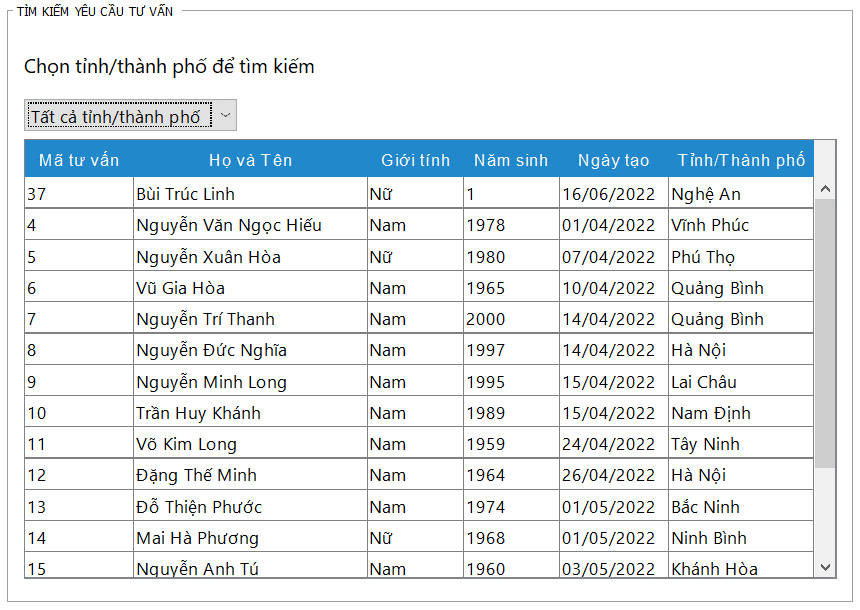 TÌM KIẾM YÊU CẦU TƯ VẤN
Chọn tỉnh/thành phố để tìm kiếm
Tất cả tỉnh/thành phố
Mã tư vấn Họ và Tên Giới tính Năm sinh Ngày tạo Tỉnh/Thành phố
37 Bùi Trúc Linh Nữ 1 16/06/2022 Nghệ An
4 Nguyễn Văn Ngọc Hiếu Nam 1978 01/04/2022 Vĩnh Phúc
5 Nguyễn Xuân Hòa Nữ 1980 07/04/2022 Phú Thọ
6 Vũ Gia Hòa Nam 1965 10/04/2022 Quảng Bình
7 Nguyễn Trí Thanh Nam 2000 14/04/2022 Quảng Bình
8 Nguyễn Đức Nghĩa Nam 1997 14/04/2022 Hà Nội
9 Nguyễn Minh Long Nam 1995 15/04/2022 Lai Châu
10 Trần Huy Khánh Nam 1989 15/04/2022 Nam Định
11 Võ Kim Long Nam 1959 24/04/2022 Tây Ninh
12 Đặng Thế Minh Nam 1964 26/04/2022 Hà Nội
13 Đỗ Thiện Phước Nam 1974 01/05/2022 Bắc Ninh
14 Mai Hà Phương Nữ 1968 01/05/2022 Ninh Bình
15 Nguyễn Anh Tú Nam 1960 03/05/2022 Khánh Hòa